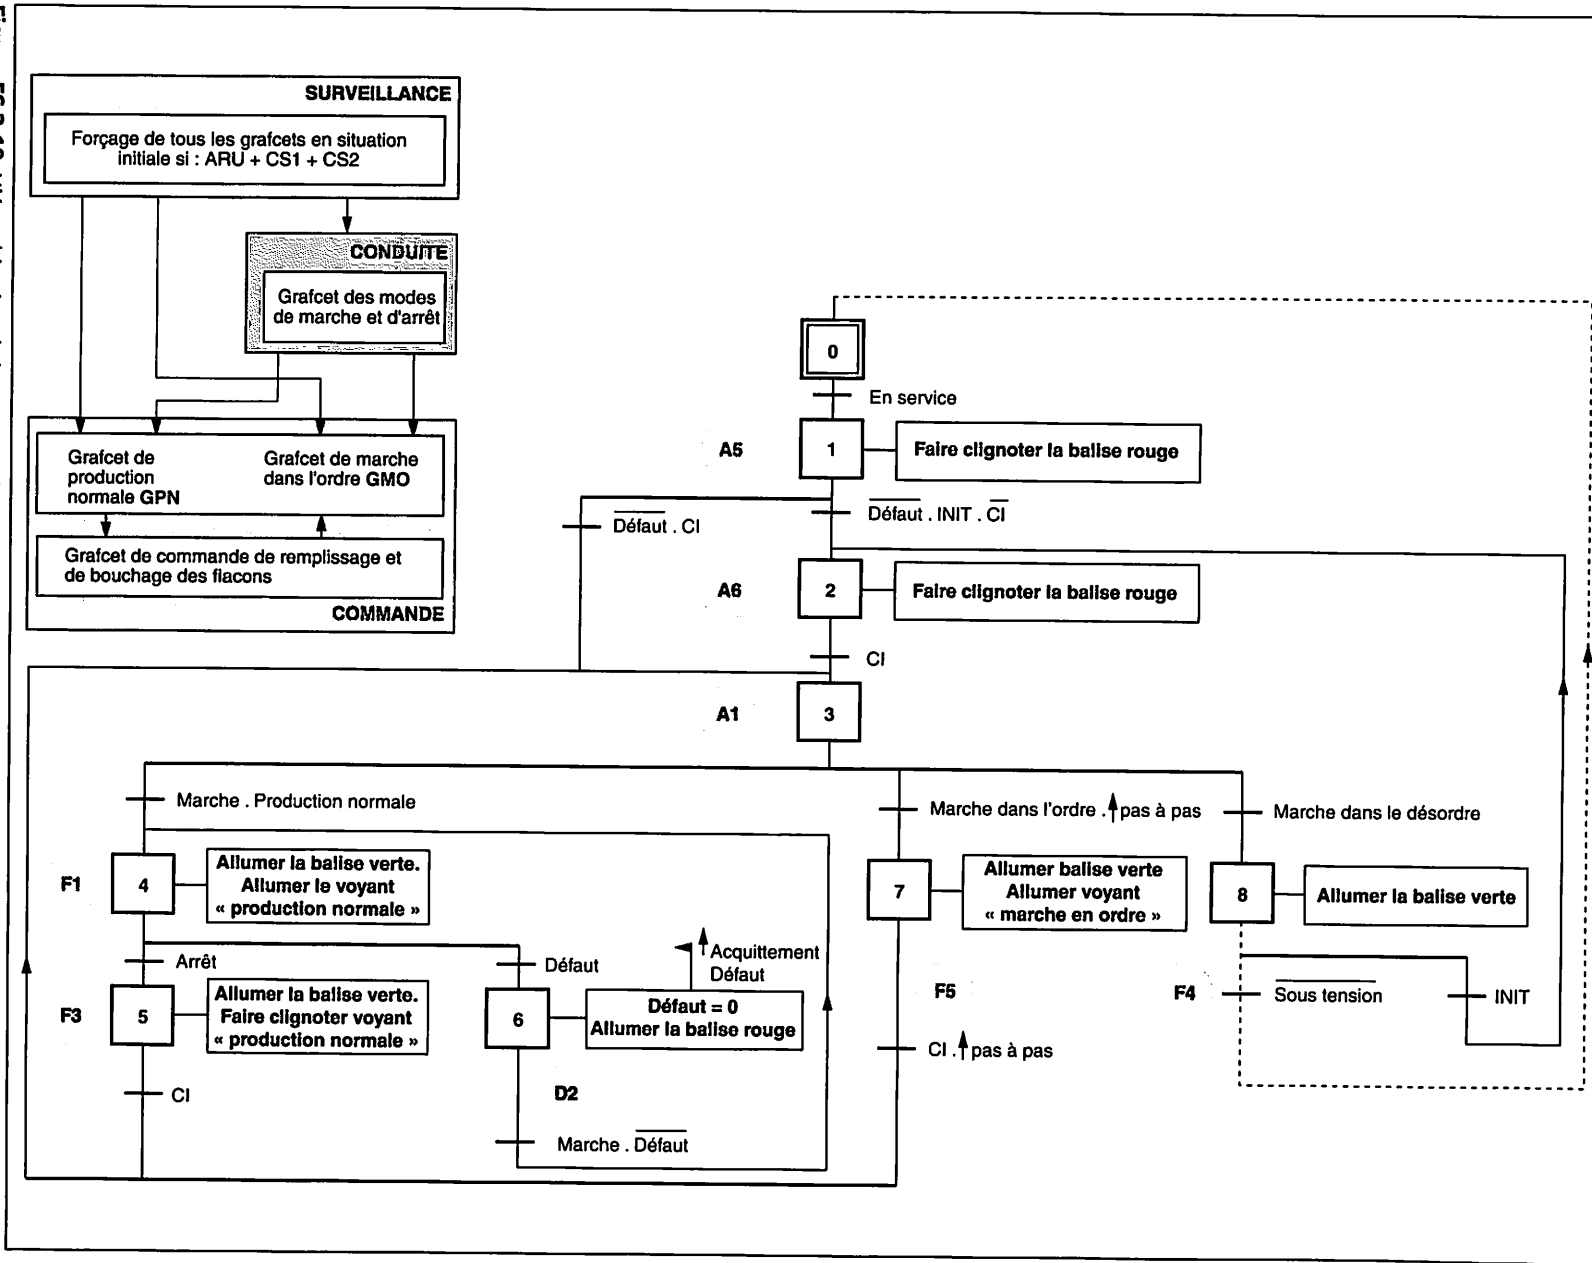 SURVEILLANCE
Forçage de tous les grafcets en situation
initiale si : ARU + CS1 + CS2
CONDUITE
Grafcet des modes
de marche et d'arrêt
Grafcet de
production
normale GPN
Grafcet de marche
dans l'ordre GMO
Grafcet de commande de remplissage et
de bouchage des flacons
COMMANDE
0
En service
A5
1
Faire clignoter la balise rouge
Défaut . CI
Défaut . INIT . CI
A6
2
Faire clignoter la balise rouge
CI
A1
3
Marche . Production normale
Marche dans l'ordre . pas à pas
Marche dans le désordre
F1
4
Allumer la balise verte.
Allumer le voyant
« production normale »
7
Allumer balise verte
Allumer voyant
« marche en ordre »
8
Allumer la balise verte
Arrêt
Défaut
Acquittement
Défaut
F3
5
Allumer la balise verte.
Faire clignoter voyant
« production normale »
6
Défaut = 0
Allumer la balise rouge
F5
F4
Sous tension
INIT
CI . pas à pas
CI
D2
Marche . Défaut